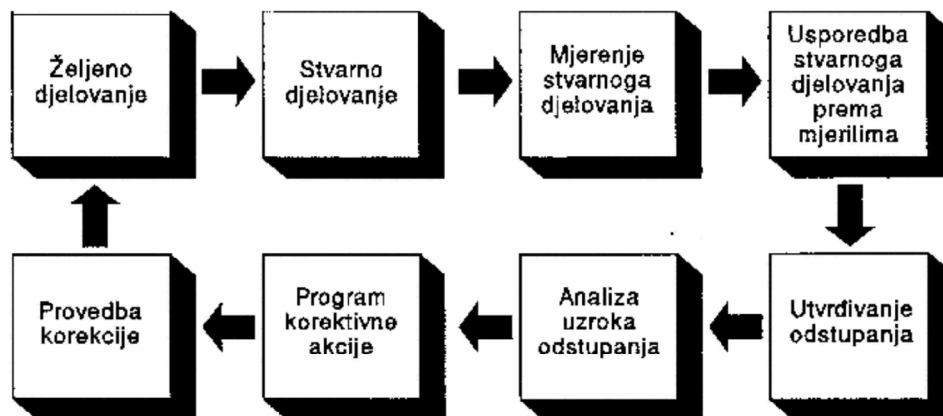 Željeno
djelovanje
Stvarno
djelovanje
Mjerenje
stvarnoga
djelovanja
Usporedba
stvarnoga
djelovanja
prema
mjerilima
Provedba
korekcije
Program
korektivne
akcije
Analiza
uzroka
odstupanja
Utvrđivanje
odstupanja